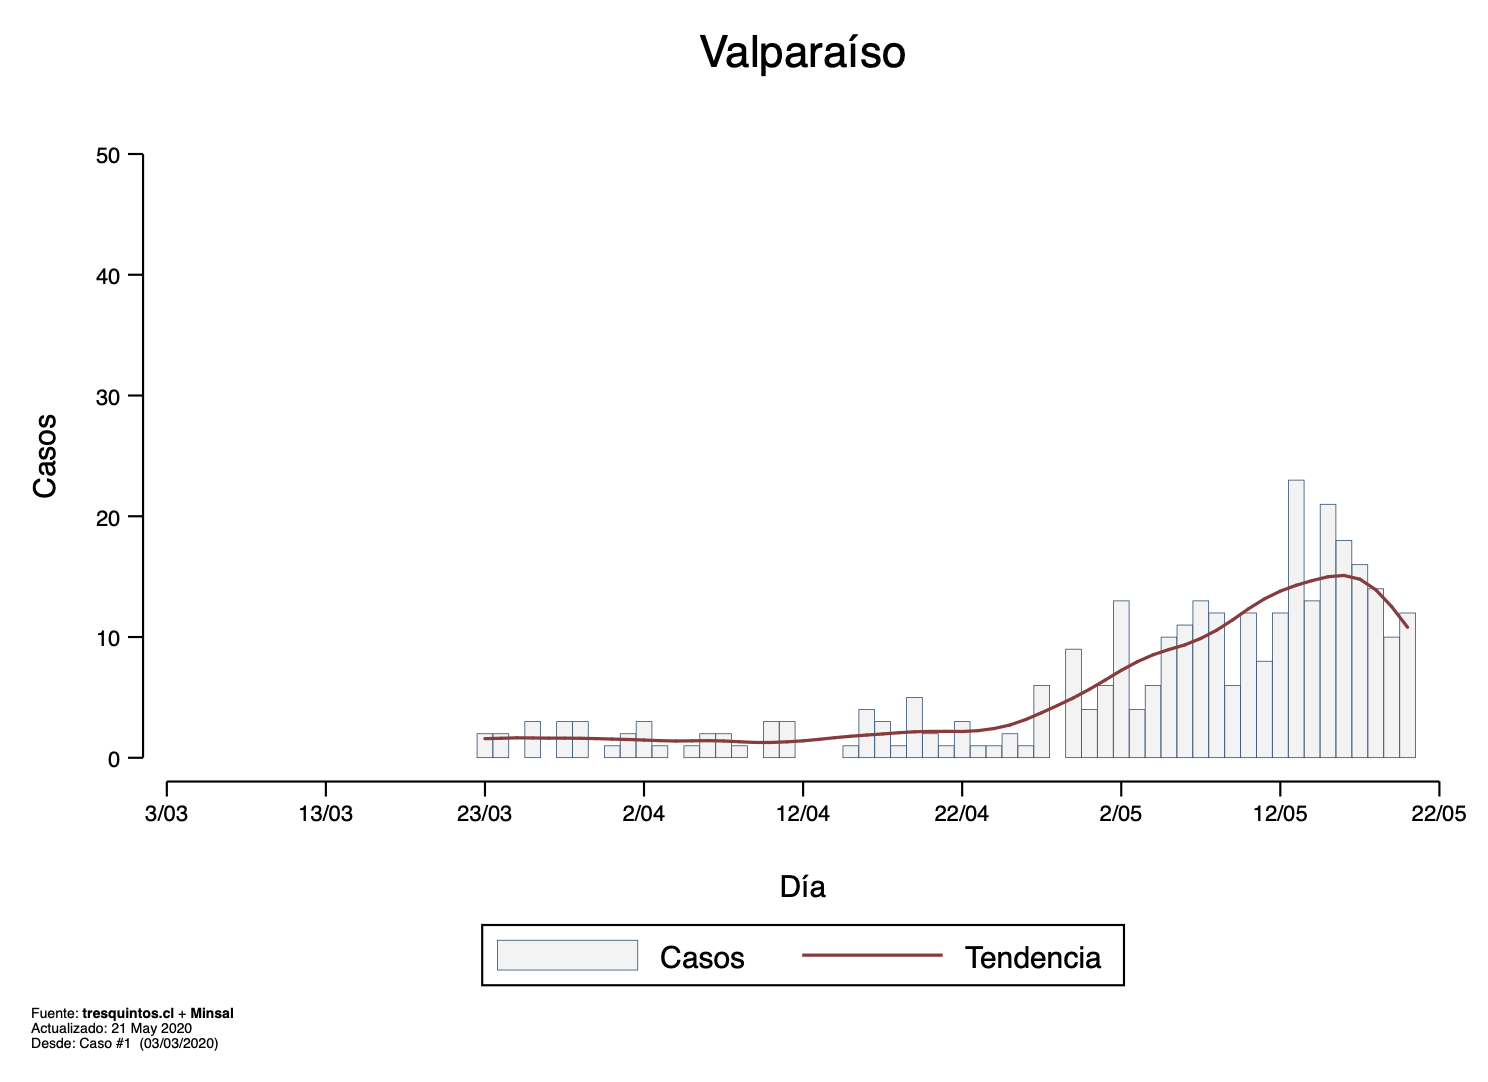 Valparaíso
50
40
30
20
10
0
Casos
3/03 13/03 23/03 2/04 12/04 22/04 2/05 12/05 22/05
Día
Casos Tendencia
Fuente: tresquintos.cl + Minsal
Actualizado: 21 May 2020
Desde: Caso #1 (03/03/2020)